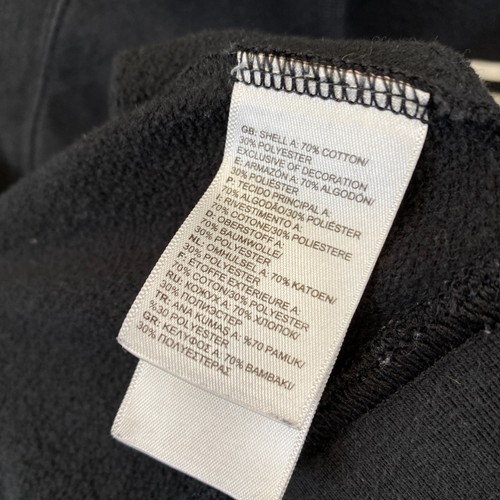 GB: SHELL A: 70% COTTON/
30% POLYESTER
EXCLUSIVE OF DECORATION
E: ARMAZÓN A: 70% ALGODÓN/
30% POLIÉSTER
P: TECIDO PRINCIPAL A:
70% ALGODÃO/30% POLIÉSTER
I: RIVESTIMENTO A:
70% COTONE/30% POLIESTERE
D: OBERSTOFF A:
70% BAUMWOLLE/
30% POLYESTER
NL: OMHULSEL A: 70% KATOEN/
30% POLYESTER
F: ÉTOFFE EXTÉRIEURE A:
70% COTON/30% POLYESTER
RU: КОЖУХ A: 70% ХЛОПОК/
30% ПОЛИЭСТЕР
TR: ANA KUMAS A: %70 PAMUK/
%30 POLYESTER
GR: ΚΕΛΥΦΟΣ A: 70% ΒΑΜΒΑΚΙ/
30% ΠΟΛΥΕΣΤΕΡΑΣ